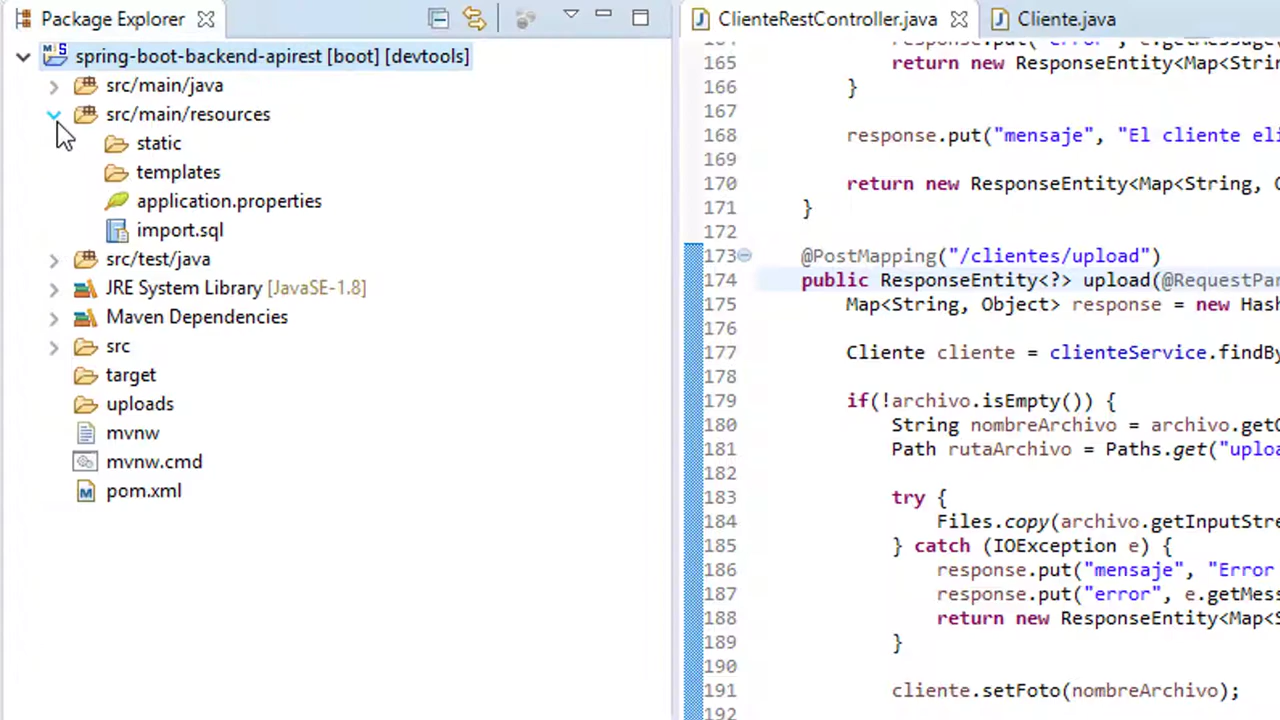 Package Explorer
spring-boot-backend-apirest [boot] [devtools]
src/main/java
src/main/resources
static
templates
application.properties
import.sql
src/test/java
JRE System Library [JavaSE-1.8]
Maven Dependencies
src
target
uploads
mvnw
mvnw.cmd
pom.xml
ClienteRestController.java
Cliente.java
response.put("error", e.getMessage(
165 return new ResponseEntity<Map<Strin
166 }
167
168 response.put("mensaje", "El cliente eli
169
170 return new ResponseEntity<Map<String, O
171 }
172
173 @PostMapping("/clientes/upload")
174 public ResponseEntity<?> upload(@RequestPar
175 Map<String, Object> response = new Hash
176
177 Cliente cliente = clienteService.findBy
178
179 if(!archivo.isEmpty()) {
180 String nombreArchivo = archivo.getO
181 Path rutaArchivo = Paths.get("uploa
182
183 try {
184 Files.copy(archivo.getInputStre
185 } catch (IOException e) {
186 response.put("mensaje", "Error
187 response.put("error", e.getMess
188 return new ResponseEntity<Map<S
189 }
190
191 cliente.setFoto(nombreArchivo);
192